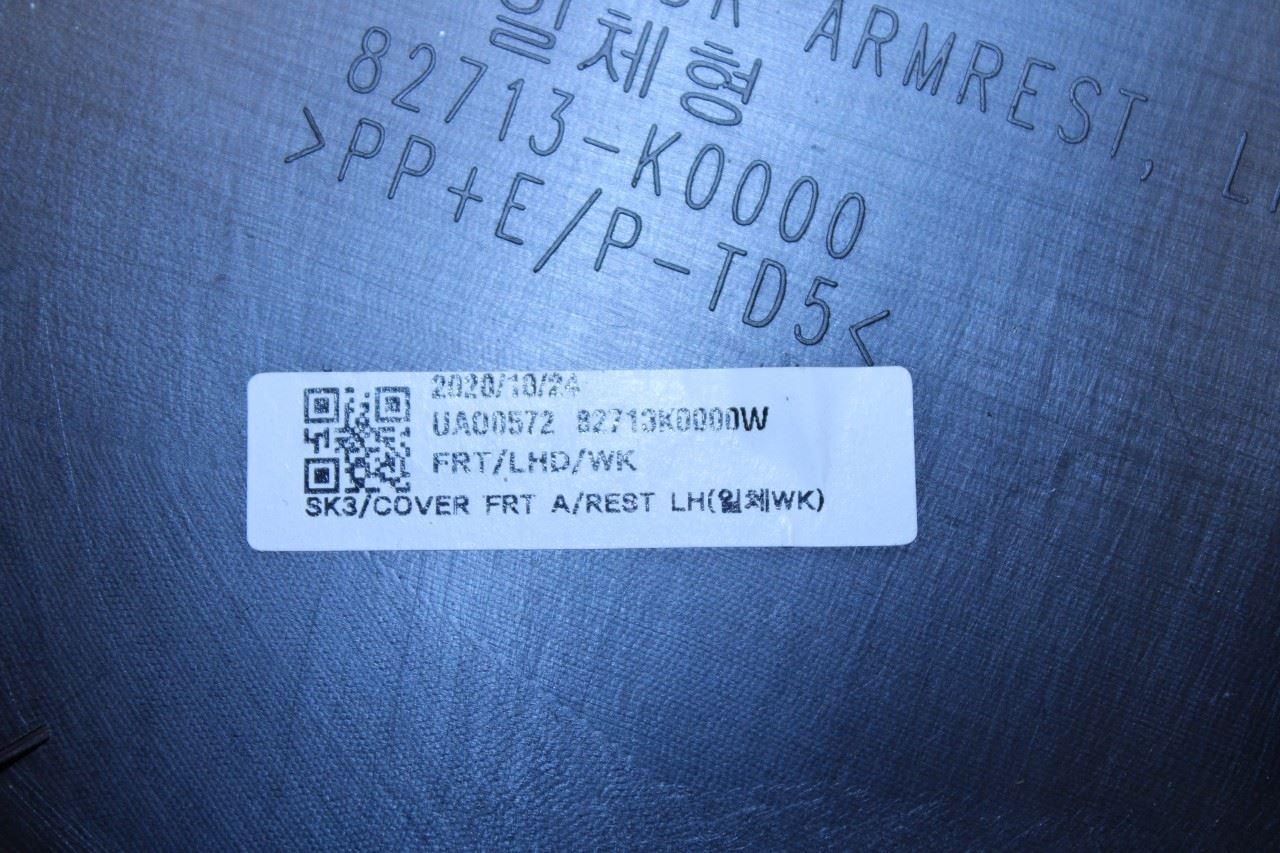 ARMREST,
일체형
82713-K0000
>PP+E/P-TD5<
2020/10/24
UA00572 82713K0000W
FRT/LHD/WK
SK3/COVER FRT A/REST LH(일체WK)